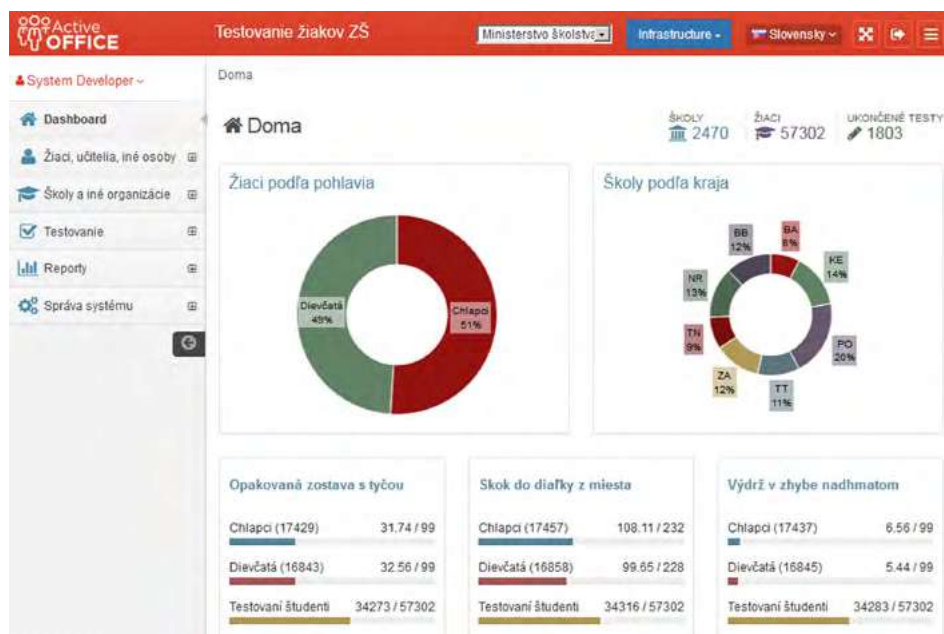 Active
OFFICE
Testovanie žiakov ZŠ
Ministerstvo školstva
Infrastructure
Slovensky
System Developer
Dashboard
Žiaci, učitelia, iné osoby
Školy a iné organizácie
Testovanie
Reporty
Správa systému
Doma
Doma
ŠKOLY
2470
ŽIACI
57302
UKONČENÉ TESTY
1803
Žiaci podľa pohlavia
Dievčatá
49%
Chlapci
51%
Školy podľa kraja
BA
8%
KE
14%
PO
20%
TT
11%
ZA
12%
TN
9%
NR
13%
BB
12%
Opakovaná zostava s tyčou
Chlapci (17429) 31.74 / 99
Dievčatá (16843) 32.56 / 99
Testovaní študenti 34273 / 57302
Skok do diaľky z miesta
Chlapci (17457) 108.11 / 232
Dievčatá (16858) 99.65 / 228
Testovaní študenti 34316 / 57302
Výdrž v zhybe nadhmatom
Chlapci (17437) 6.56 / 99
Dievčatá (16845) 5.44 / 99
Testovaní študenti 34283 / 57302